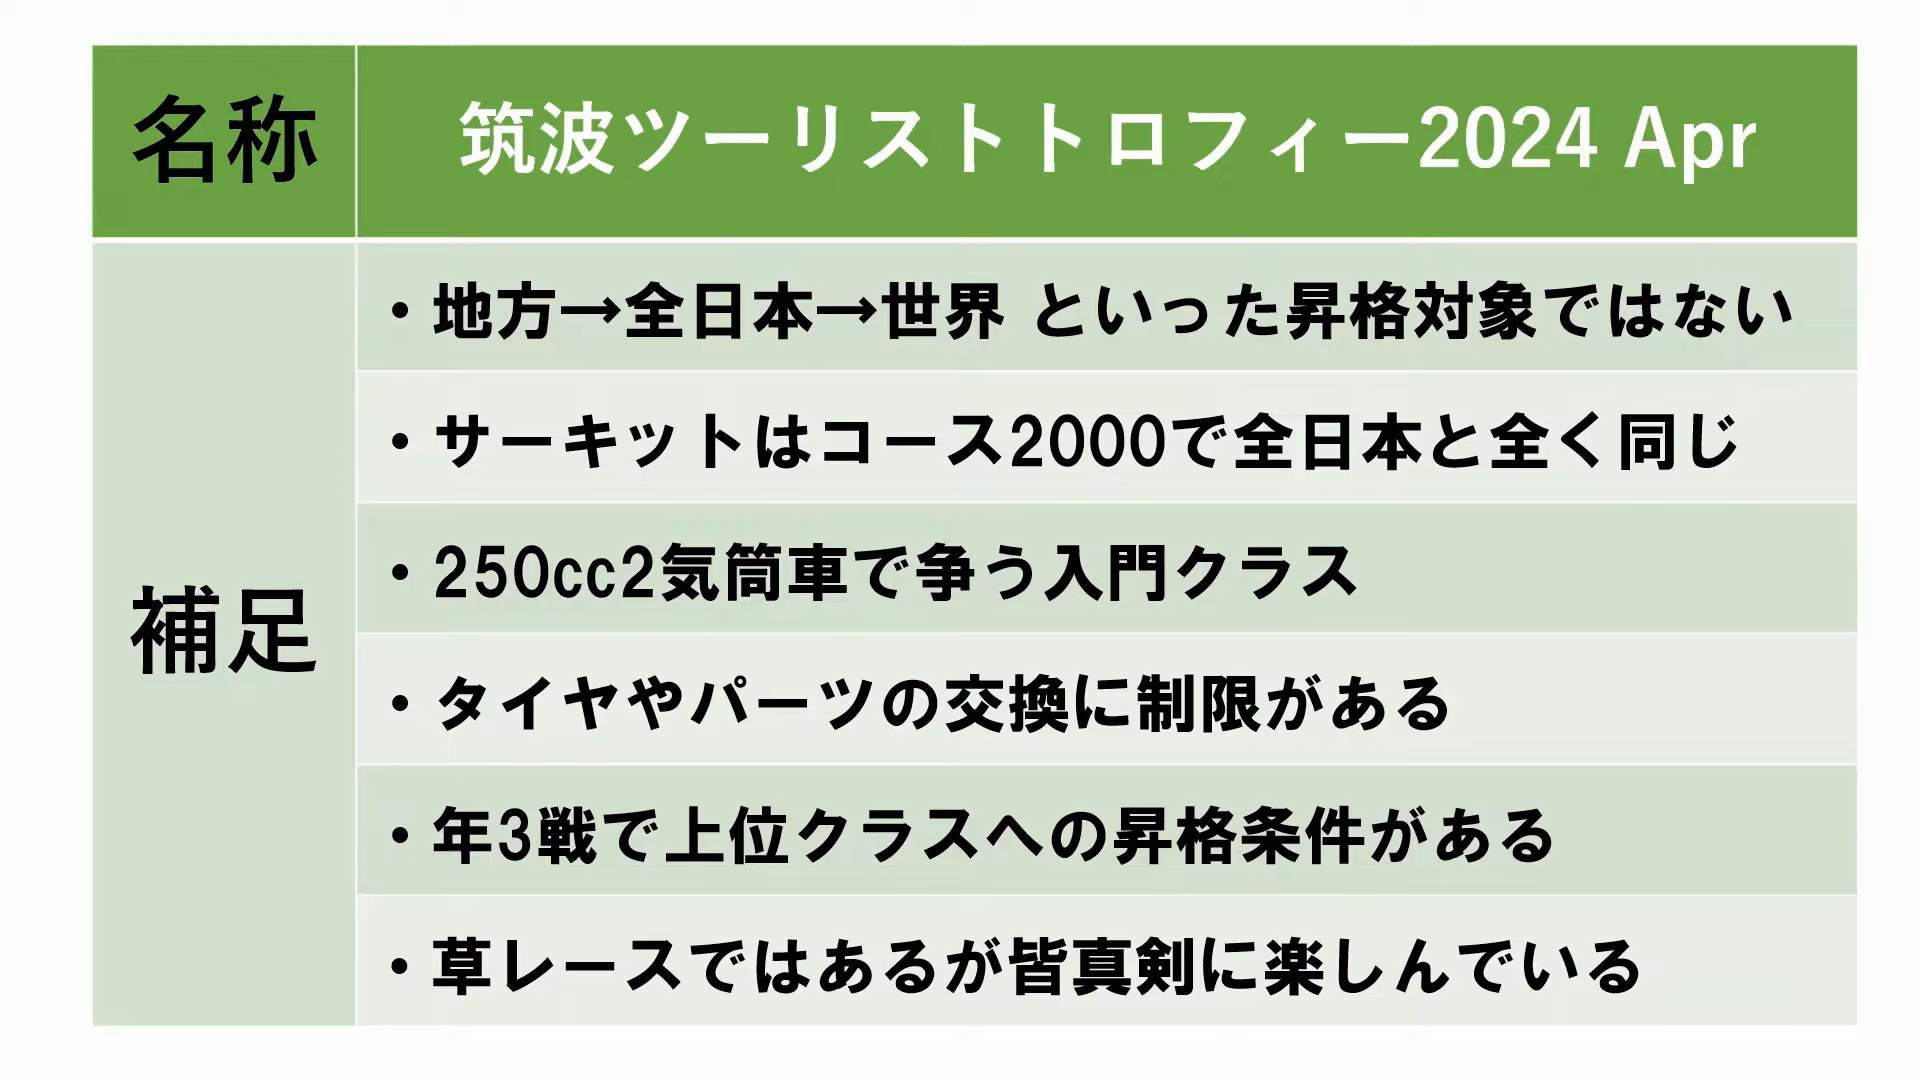 名称
筑波ツーリストトロフィー2024 Apr
補足
・地方→全日本→世界 といった昇格対象ではない
・サーキットはコース2000で全日本と全く同じ
・250cc2気筒車で争う入門クラス
・タイヤやパーツの交換に制限がある
・年3戦で上位クラスへの昇格条件がある
・草レースではあるが皆真剣に楽しんでいる